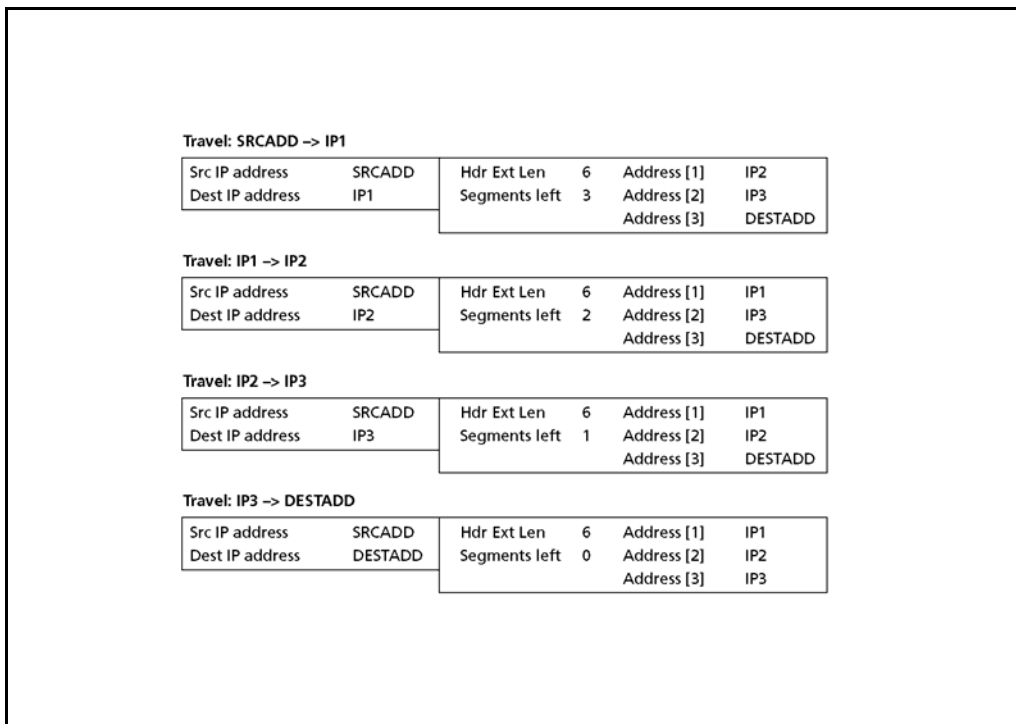 Travel: SRCADD –> IP1
Src IP address SRCADD Hdr Ext Len 6 Address [1] IP2
Dest IP address IP1 Segments left 3 Address [2] IP3
Address [3] DESTADD
Travel: IP1 –> IP2
Src IP address SRCADD Hdr Ext Len 6 Address [1] IP1
Dest IP address IP2 Segments left 2 Address [2] IP3
Address [3] DESTADD
Travel: IP2 –> IP3
Src IP address SRCADD Hdr Ext Len 6 Address [1] IP1
Dest IP address IP3 Segments left 1 Address [2] IP2
Address [3] DESTADD
Travel: IP3 –> DESTADD
Src IP address SRCADD Hdr Ext Len 6 Address [1] IP1
Dest IP address DESTADD Segments left 0 Address [2] IP2
Address [3] IP3